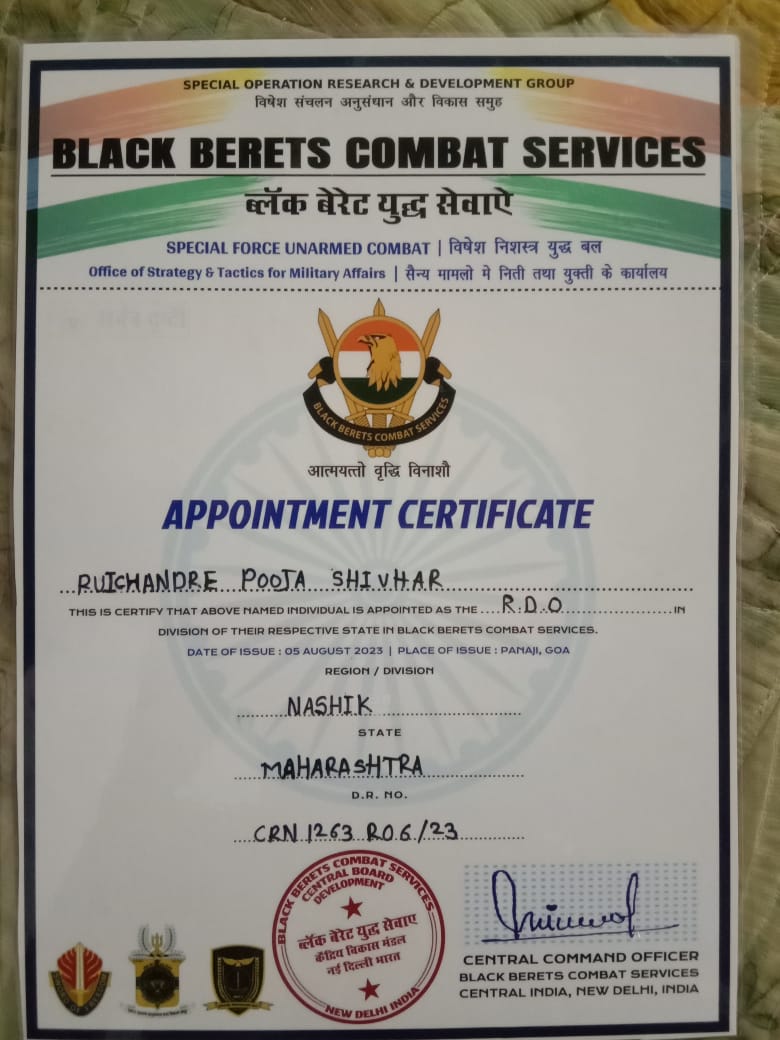 SPECIAL OPERATION RESEARCH & DEVELOPMENT GROUP
विषेश संचलन अनुसंधान और विकास समुह
BLACK BERETS COMBAT SERVICES
ब्लॅक बेरेट युद्ध सेवाऐ
SPECIAL FORCE UNARMED COMBAT | विषेश निशस्त्र युद्ध बल
Office of Strategy & Tactics for Military Affairs | सैन्य मामलो मे निती तथा युक्ती के कार्यालय
BLACK BERETS COMBAT SERVICES
आत्मयत्तो वृद्धि विनाशौ
APPOINTMENT CERTIFICATE
RUICHANDRE POOJA SHIVHAR
THIS IS CERTIFY THAT ABOVE NAMED INDIVIDUAL IS APPOINTED AS THE .... R.D.O ...................... IN
DIVISION OF THEIR RESPECTIVE STATE IN BLACK BERETS COMBAT SERVICES.
DATE OF ISSUE : 05 AUGUST 2023 | PLACE OF ISSUE : PANAJI, GOA
REGION / DIVISION
NASHIK
STATE
MAHARASHTRA
D.R. NO.
CRN 1263 R06/23
BLACK BERETS COMBAT SERVICES
CENTRAL BOARD
DEVELOPMENT
ब्लॅक बेरेट युद्ध सेवाए
केंद्रिय विकास मंडल
नई दिल्ली भारत
NEW DELHI INDIA
CENTRAL COMMAND OFFICER
BLACK BERETS COMBAT SERVICES
CENTRAL INDIA, NEW DELHI, INDIA